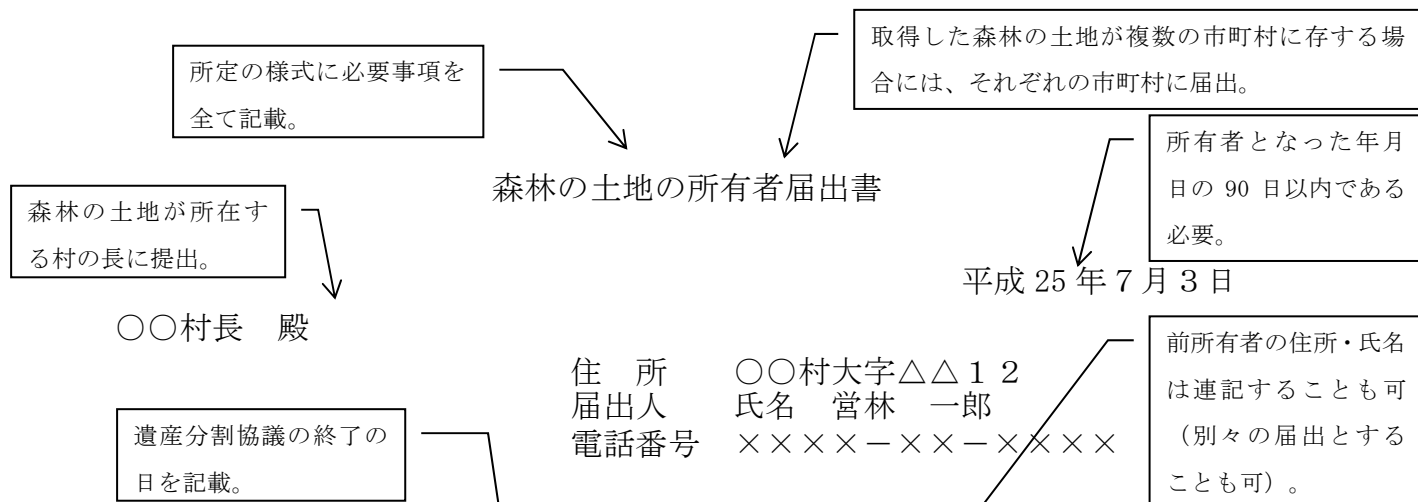 所定の様式に必要事項を
全て記載。
取得した森林の土地が複数の市町村に存する場
合には、それぞれの市町村に届出。
所有者となった年月
日の 90 日以内である
必要。
森林の土地の所有者届出書
森林の土地が所在す
る村の長に提出。
平成 25 年７月３日
○○村長　殿
前所有者の住所・氏名
は連記することも可
（別々の届出とする
ことも可）。
住　所　　○○村大字△△１２
届出人　　氏名　営林　一郎
電話番号　××××－××－××××
遺産分割協議の終了の
日を記載。